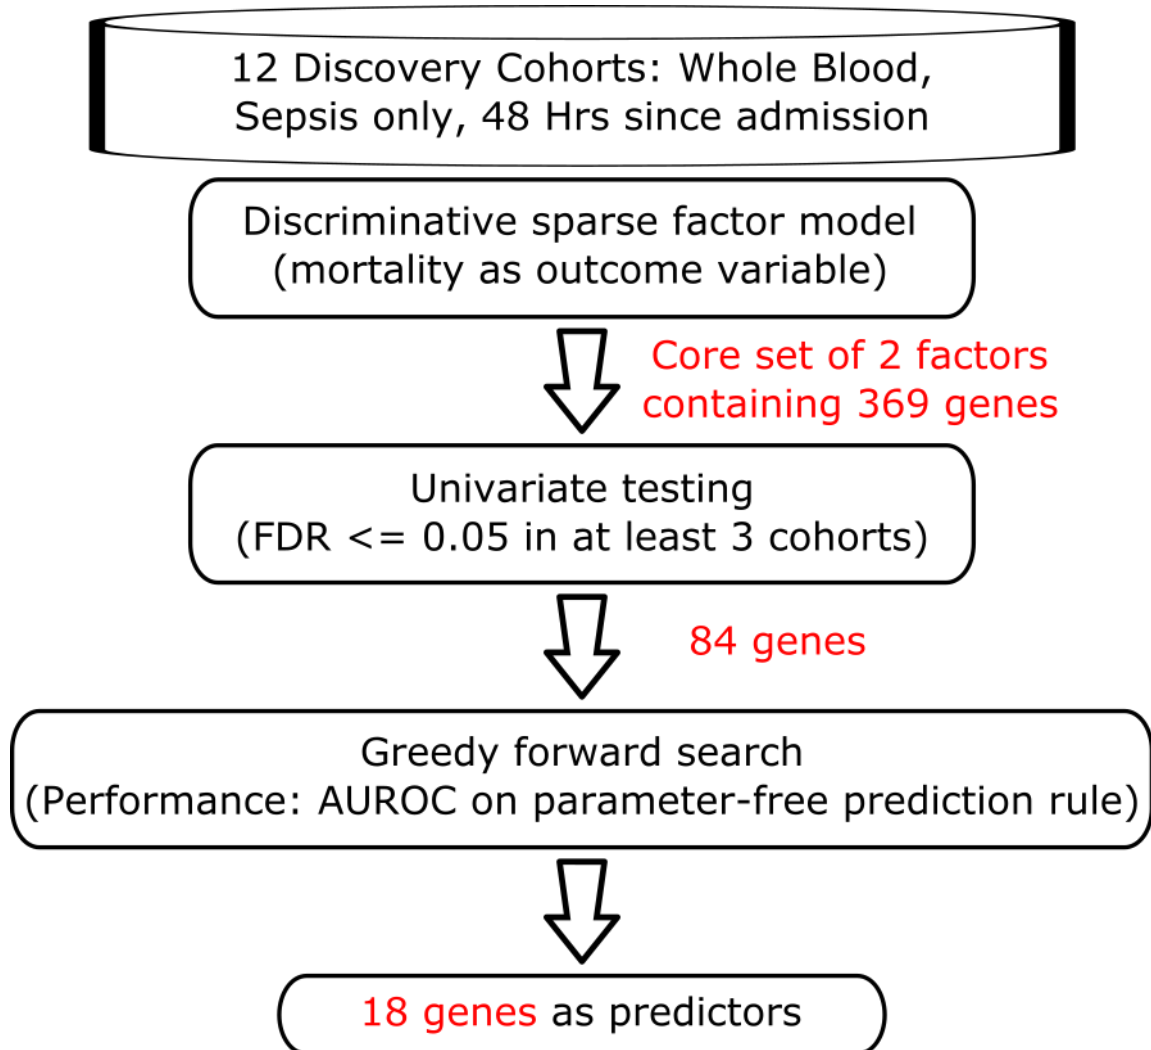 12 Discovery Cohorts: Whole Blood,
Sepsis only, 48 Hrs since admission
Discriminative sparse factor model
(mortality as outcome variable)
Core set of 2 factors
containing 369 genes
Univariate testing
(FDR <= 0.05 in at least 3 cohorts)
84 genes
Greedy forward search
(Performance: AUROC on parameter-free prediction rule)
18 genes as predictors